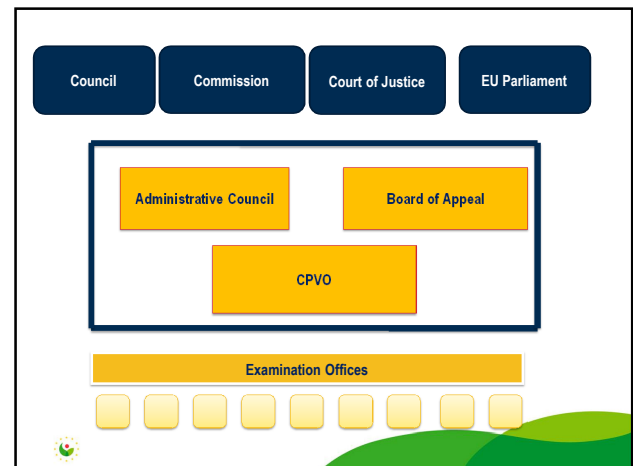 Council
Commission
Court of Justice
EU Parliament
Administrative Council
Board of Appeal
CPVO
Examination Offices